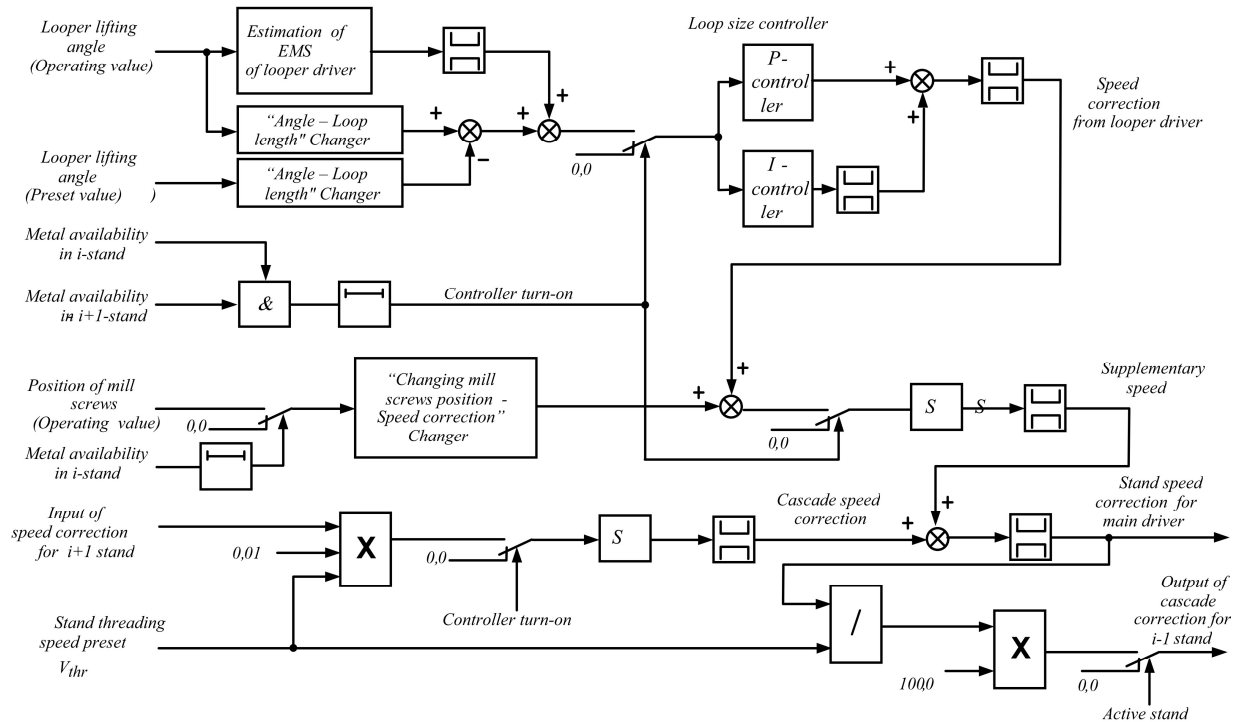 Looper lifting
angle
(Operating value)
Estimation of
EMS
of looper driver
"Angle – Loop
length" Changer
Looper lifting
angle
(Preset value) )
"Angle – Loop
length" Changer
+
+
+
–
0,0
Loop size controller
P-
control
ler
I -
control
ler
+
+
Speed
correction
from looper driver
Metal availability
in i-stand
Metal availability
in i+1-stand
&
Controller turn-on
Position of mill
screws
(Operating value)
0,0
Metal availability
in i-stand
"Changing mill
screws position -
Speed correction"
Changer
+
+
0,0
S
S
Supplementary
speed
Input of
speed correction
for i+1 stand
0,01
X
0,0
S
Controller turn-on
Cascade speed
correction
+
+
Stand speed
correction for
main driver
Stand threading
speed preset
Vthr
/
X
100,0
0,0
Output of
cascade
correction for
i-1 stand
Active stand